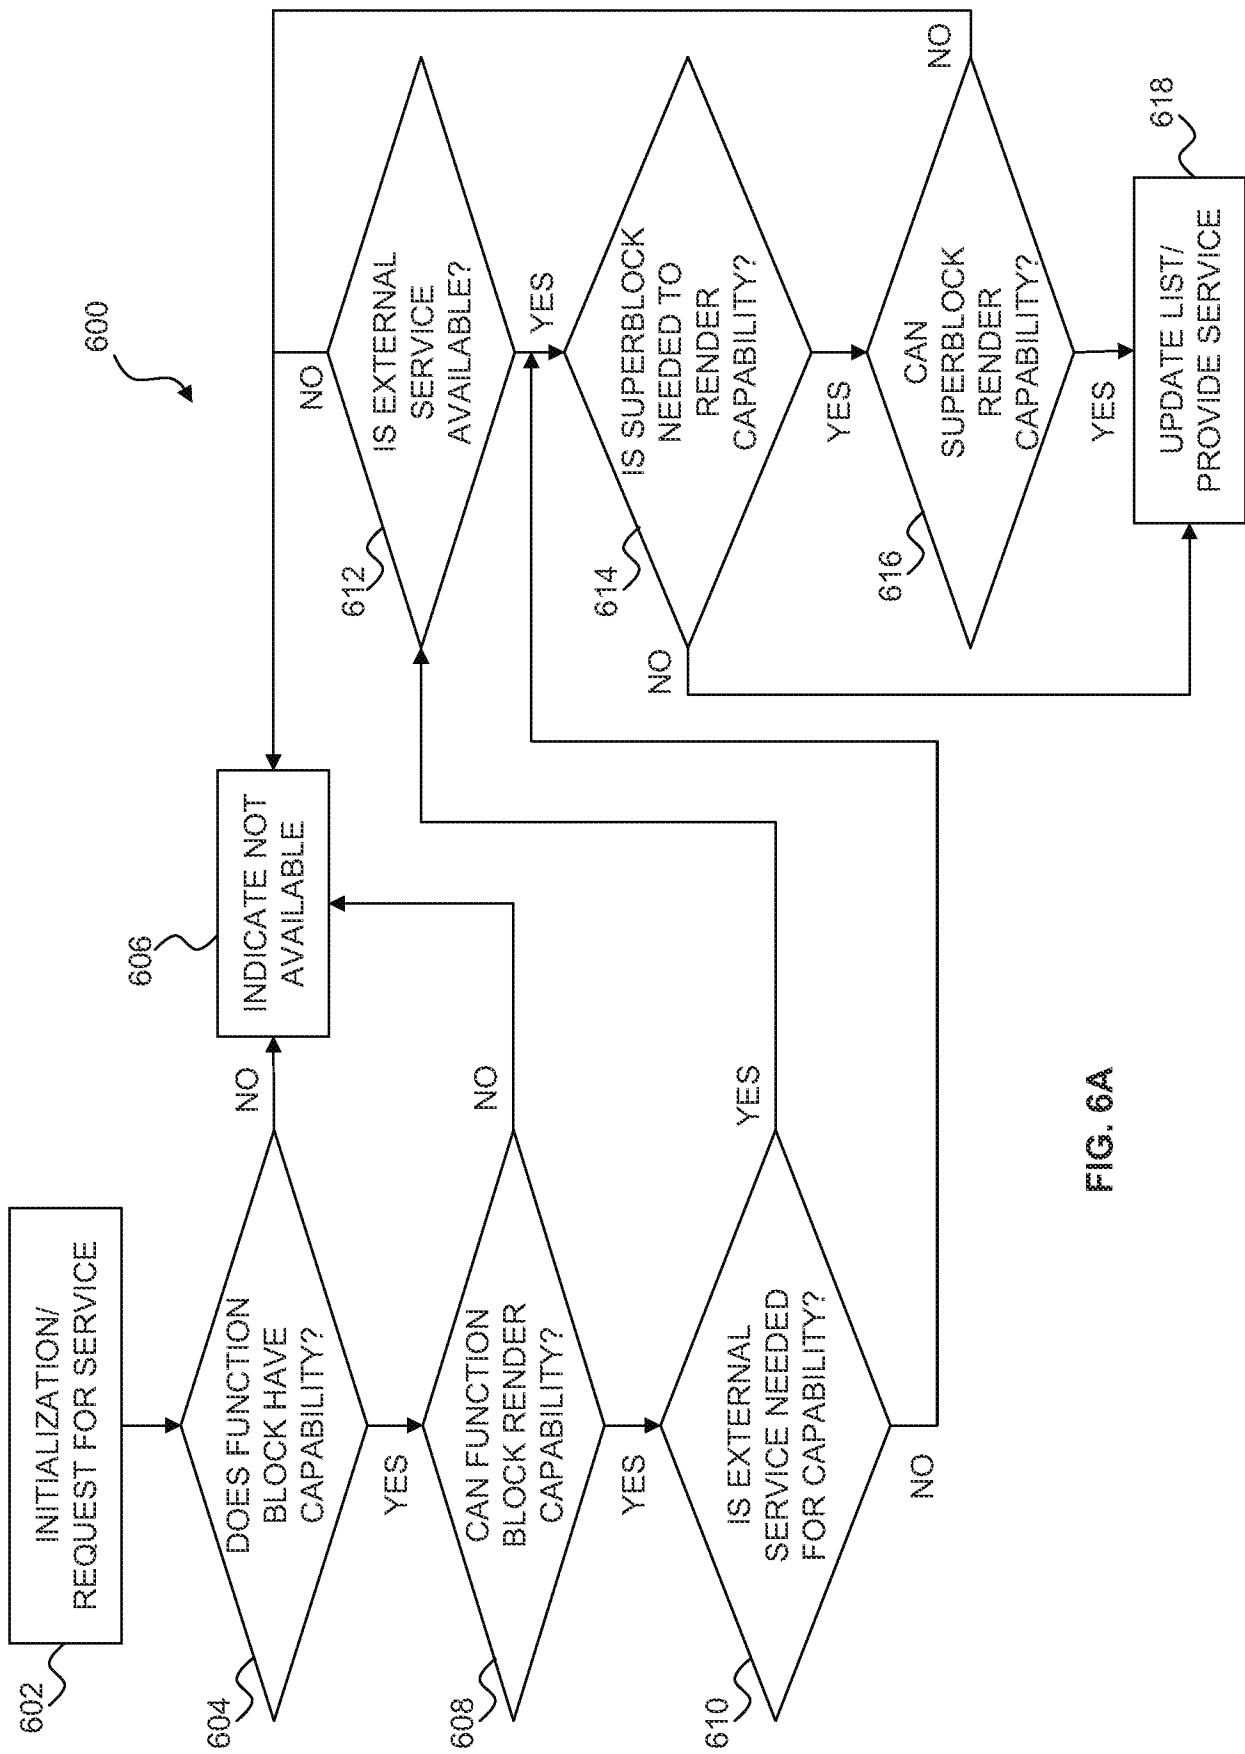 600
602
INITIALIZATION/
REQUEST FOR SERVICE
604
DOES FUNCTION
BLOCK HAVE
CAPABILITY?
NO
YES
606
INDICATE NOT
AVAILABLE
608
CAN FUNCTION
BLOCK RENDER
CAPABILITY?
NO
YES
610
IS EXTERNAL
SERVICE NEEDED
FOR CAPABILITY?
YES
NO
612
IS EXTERNAL
SERVICE
AVAILABLE?
NO
YES
614
IS SUPERBLOCK
NEEDED TO
RENDER
CAPABILITY?
NO
YES
616
CAN
SUPERBLOCK
RENDER
CAPABILITY?
NO
YES
618
UPDATE LIST/
PROVIDE SERVICE
FIG. 6A